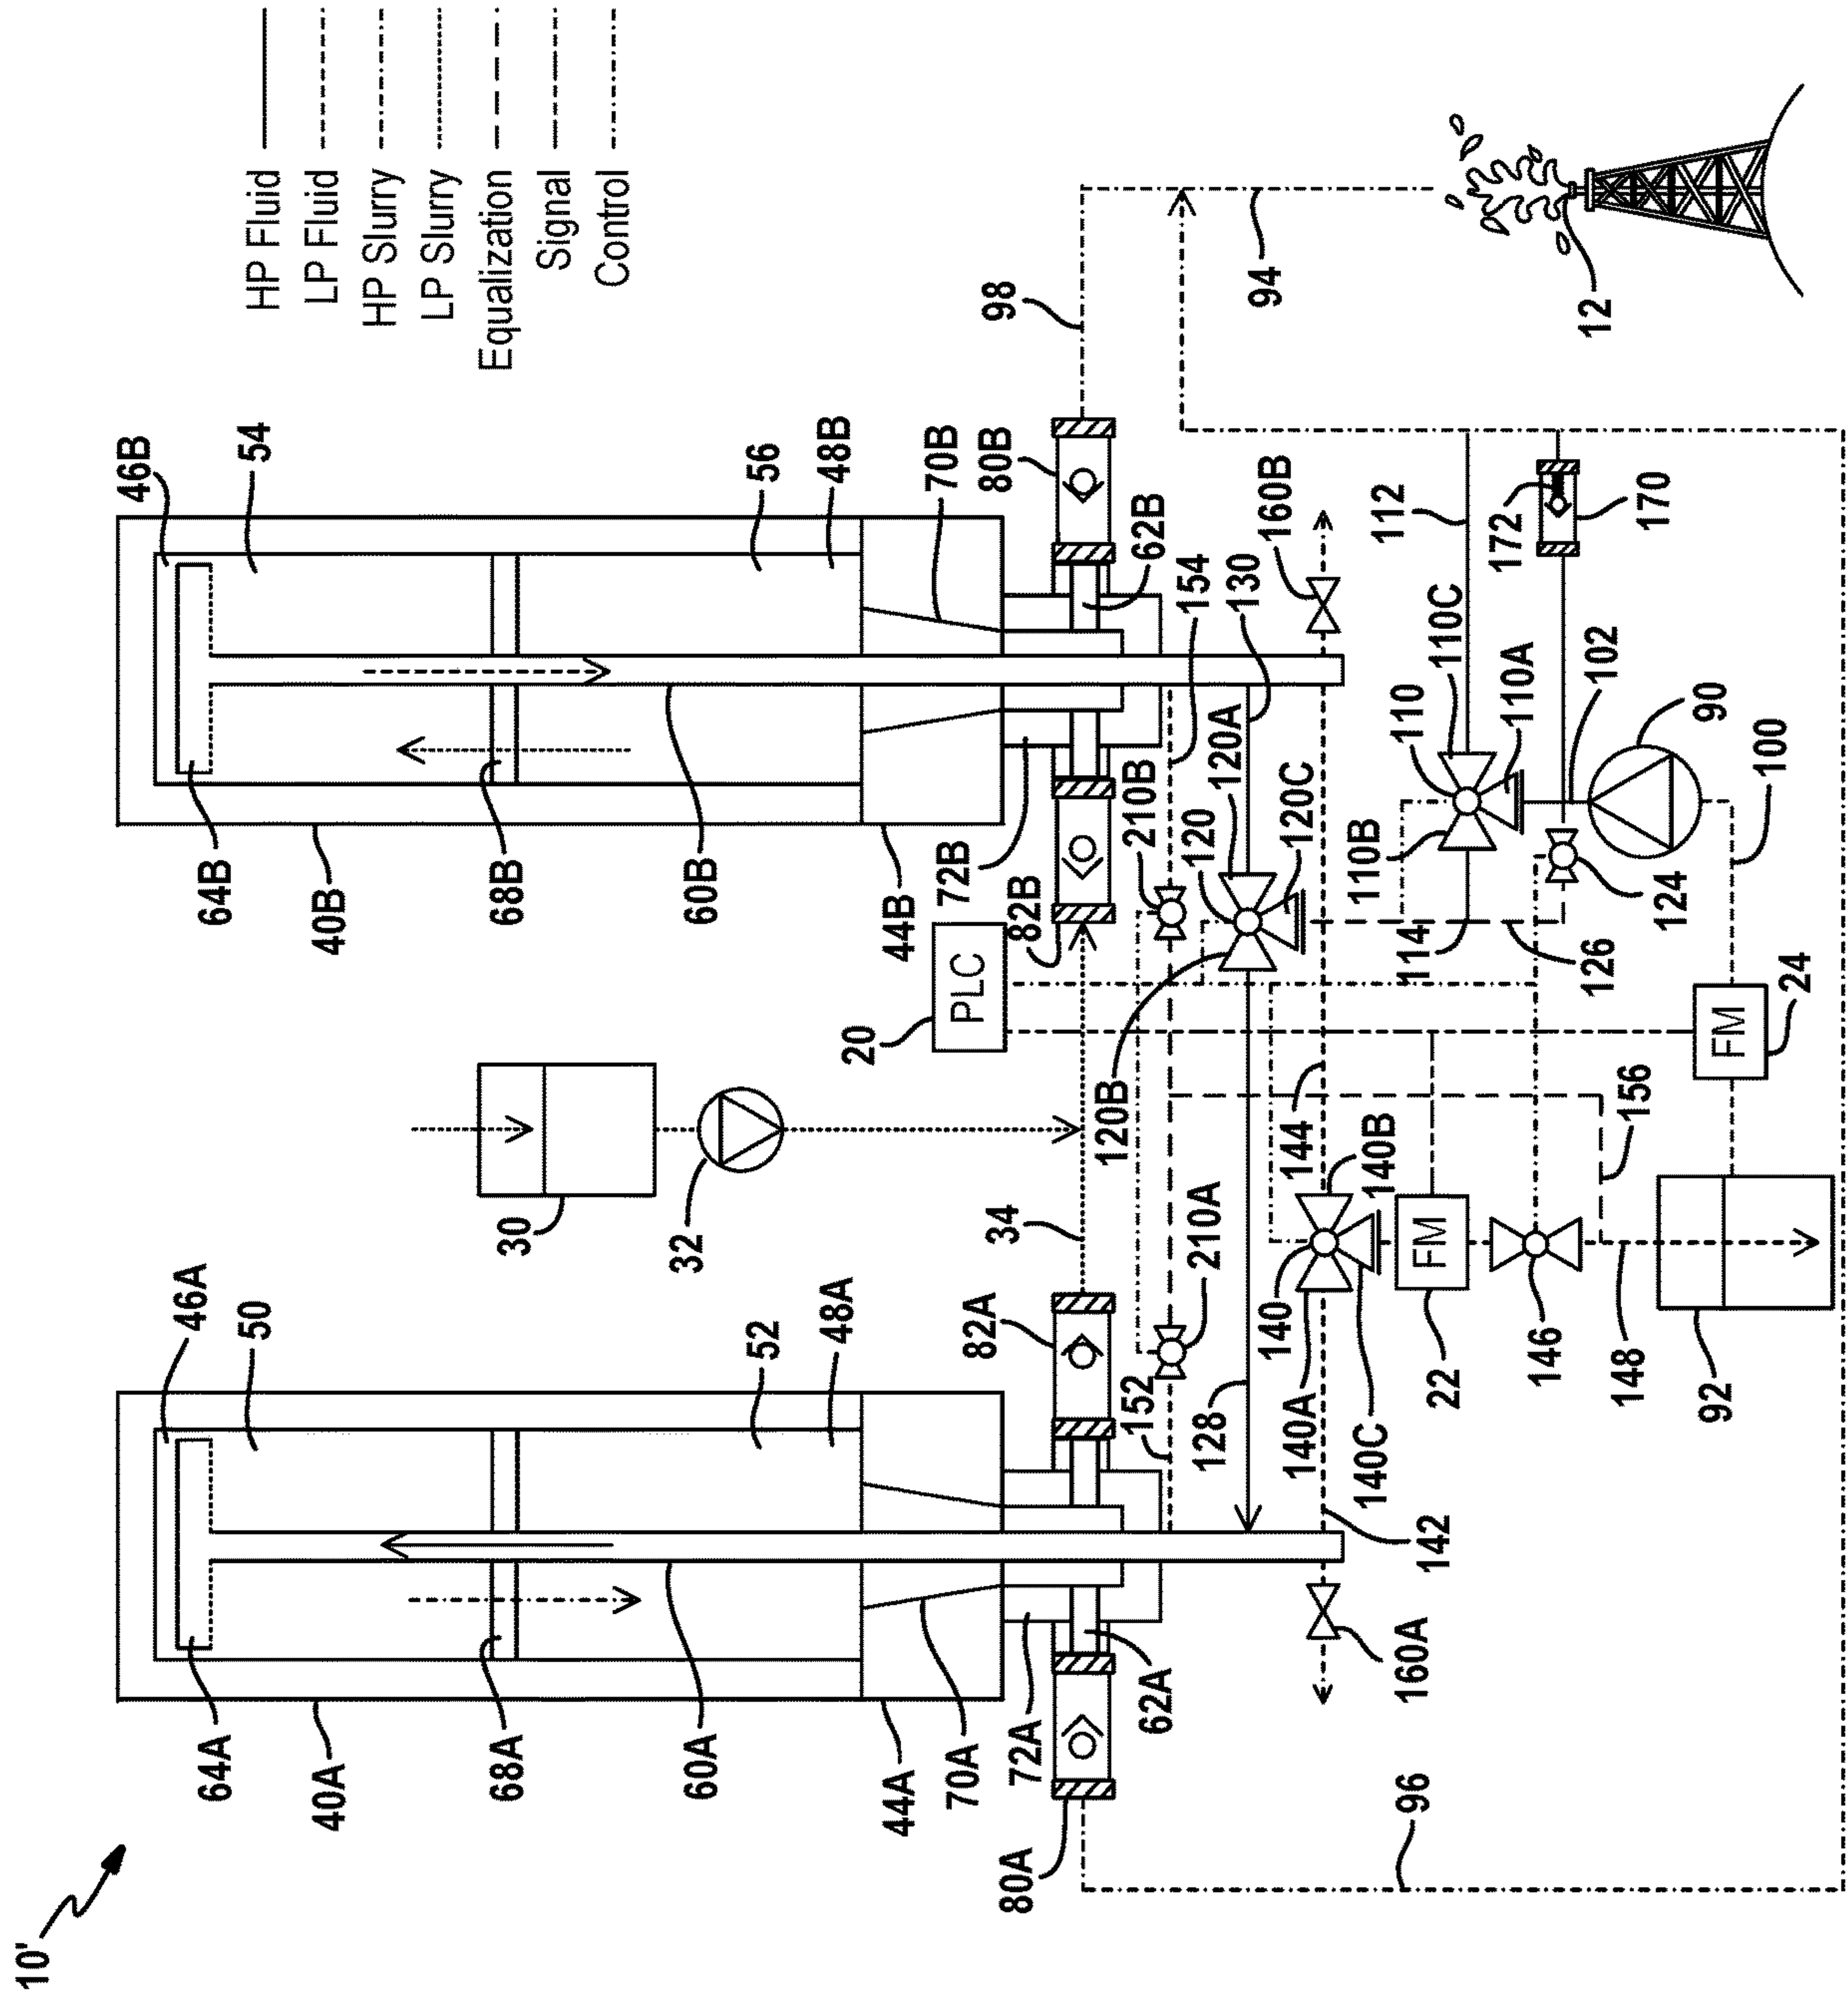 10'
46B
46A
64A
64B
50
54
HP Fluid
LP Fluid
HP Slurry
LP Slurry
Equalization
Signal
Control
40A
40B
68A
30
68B
32
60A
60B
52
56
48A
48B
20
PLC
44A
44B
70A
70B
72A
72B
82A
82B
80A
80B
98
34
62A
62B
120B
152
210A
210B
154
128
120
120A
130
160A
160B
140
144
120C
94
140A
140B
110B
110
112
96
140C
114
110C
142
22
110A
172
146
126
102
12
148
156
124
170
FM
FM
92
24
100
90